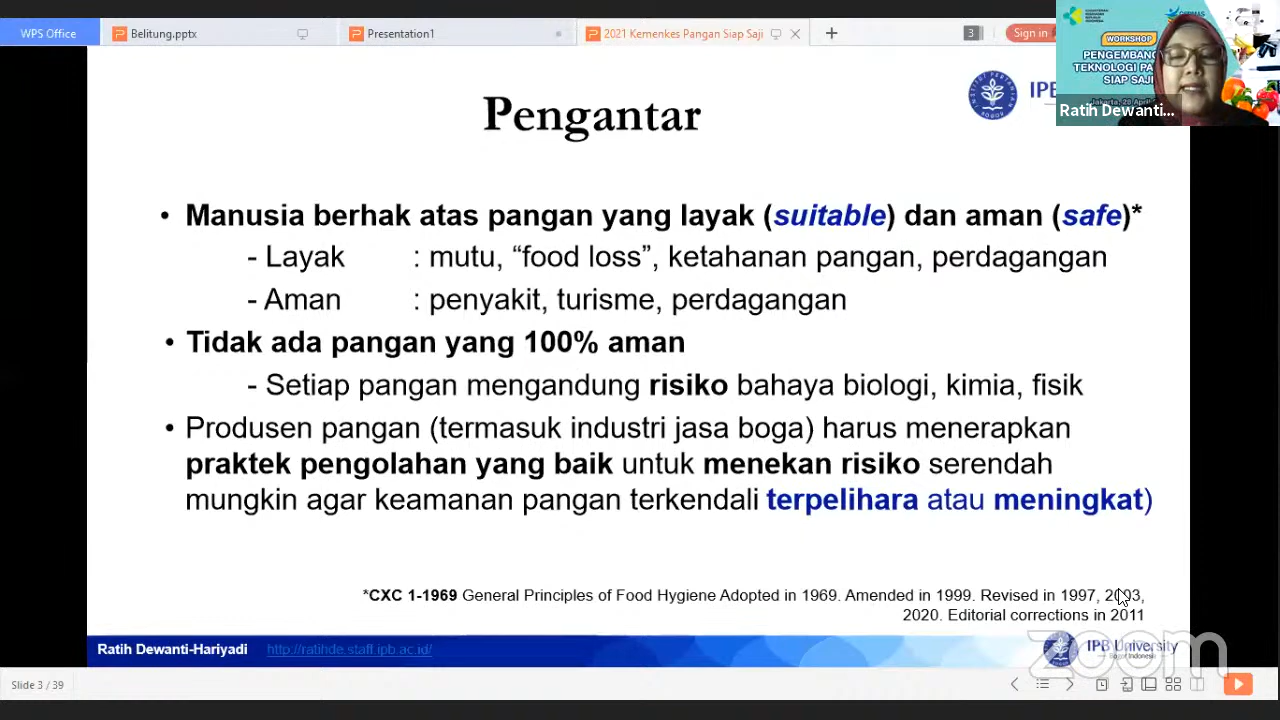 WPS Office
Belitung.pptx
Presentation1
2021 Kemenkes Pangan Siap Saji
3
Sign in
WORKSHOP
TEKNOLOGI
SIAP SAJI
Ratih Dewanti...
Pengantar
• Manusia berhak atas pangan yang layak (suitable) dan aman (safe)*
- Layak : mutu, “food loss”, ketahanan pangan, perdagangan
- Aman : penyakit, turisme, perdagangan
• Tidak ada pangan yang 100% aman
- Setiap pangan mengandung risiko bahaya biologi, kimia, fisik
• Produsen pangan (termasuk industri jasa boga) harus menerapkan
praktek pengolahan yang baik untuk menekan risiko serendah
mungkin agar keamanan pangan terkendali terpelihara atau meningkat)
*CXC 1-1969 General Principles of Food Hygiene Adopted in 1969. Amended in 1999. Revised in 1997, 2003,
2020. Editorial corrections in 2011
Ratih Dewanti-Hariyadi
http://ratihde.staff.ipb.ac.id/
IPB University
Bogor Indonesia
zoom
Slide 3 / 39